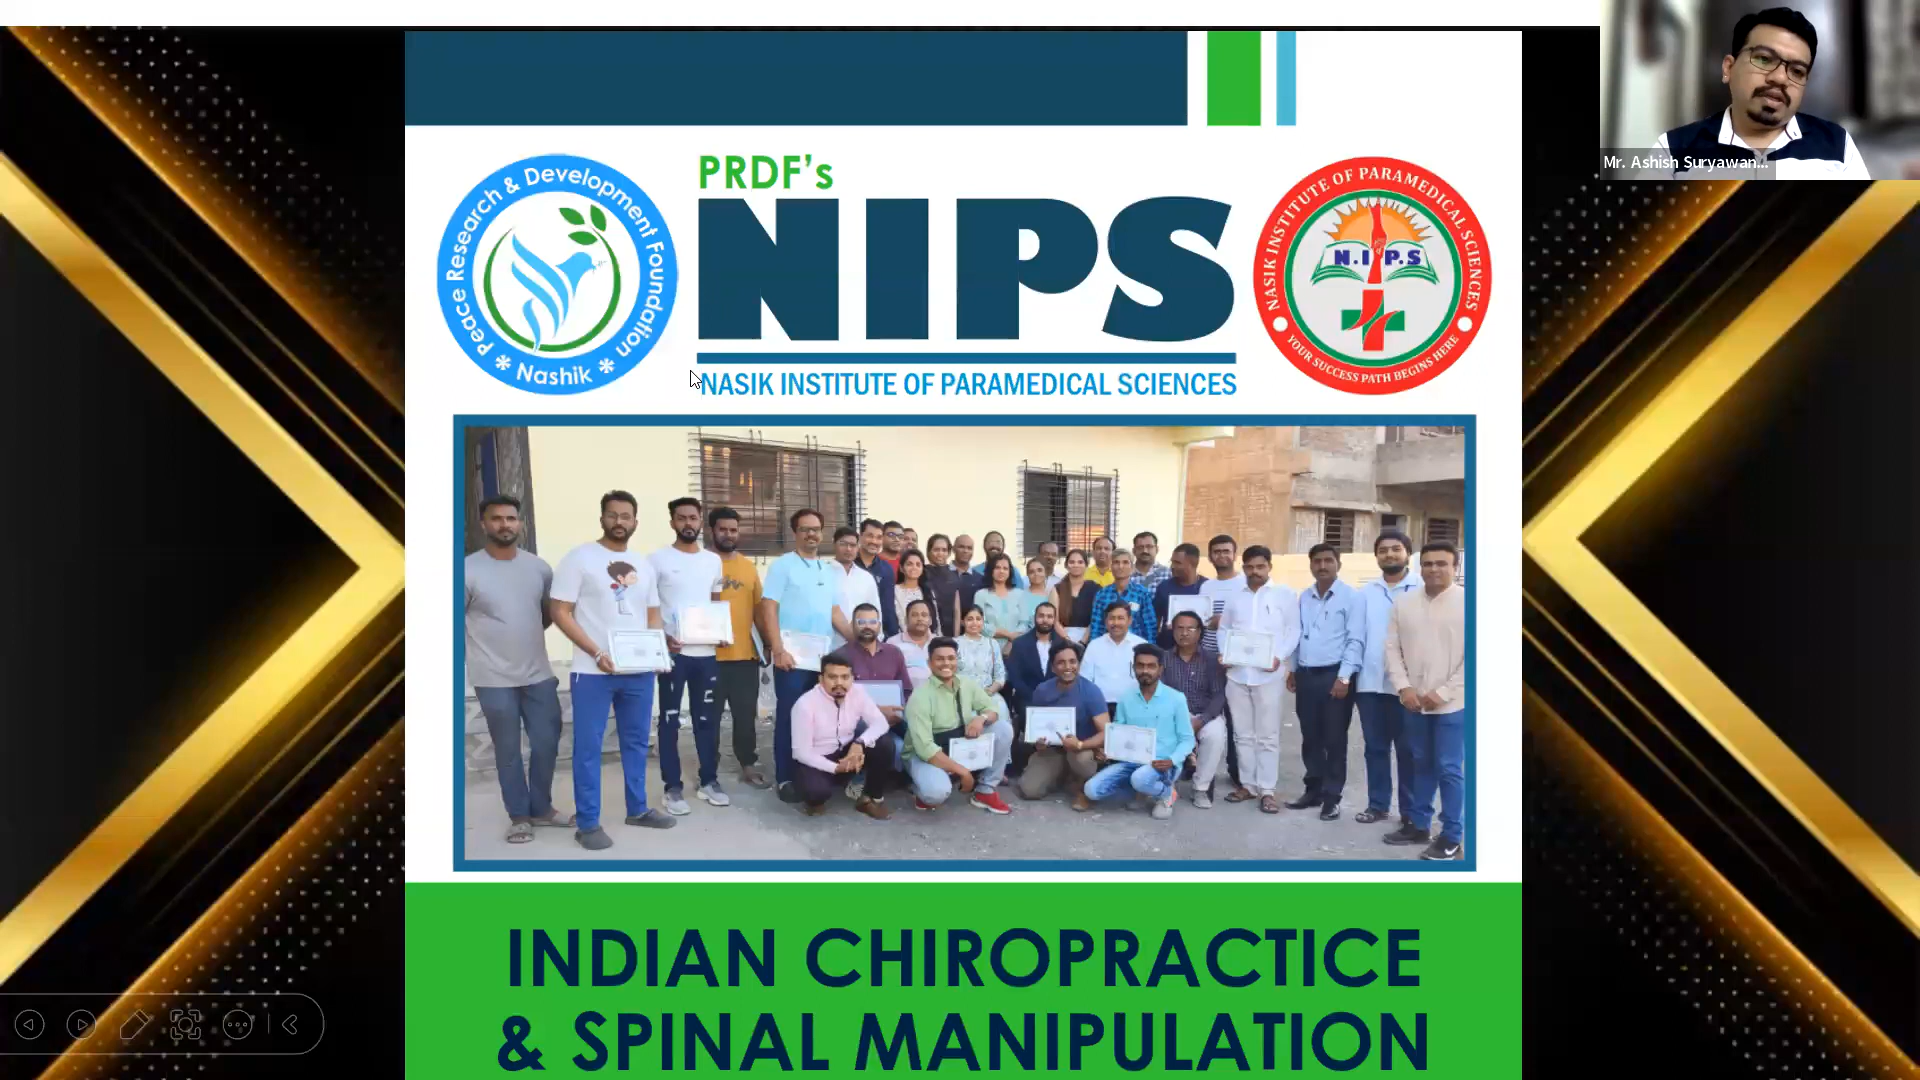 Mr. Ashish Suryawan...
PRDF's
NIPS
NASIK INSTITUTE OF PARAMEDICAL SCIENCES
Peace Research & Development Foundation
* Nashik *
NASIK INSTITUTE OF PARAMEDICAL SCIENCES
N.I.P.S
YOUR SUCCESS PATH BEGINS HERE
INDIAN CHIROPRACTICE
& SPINAL MANIPULATION